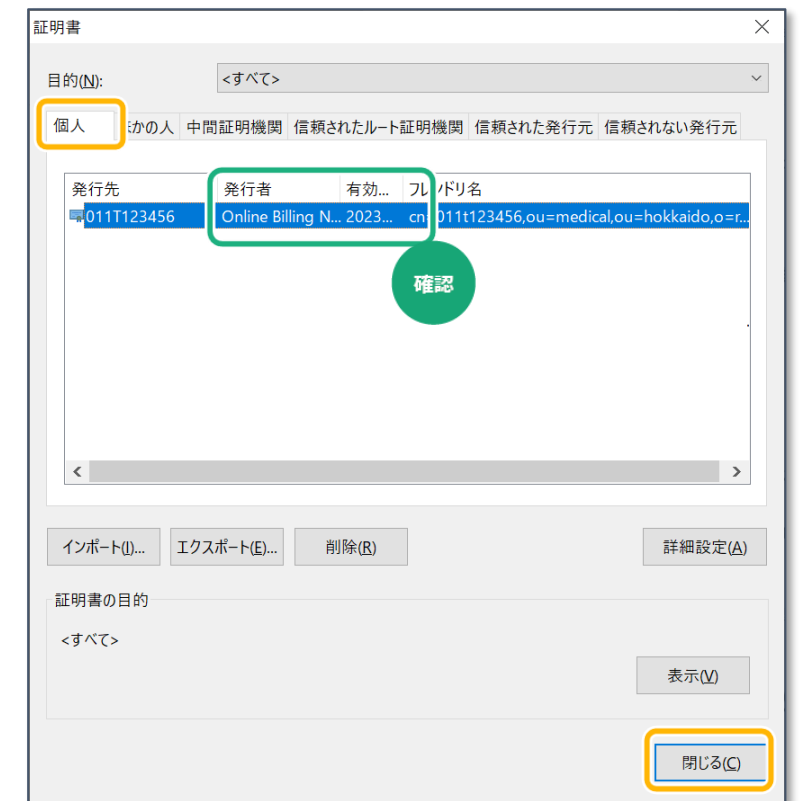 証明書
目的(N):
<すべて>
個人
ほかの人 中間証明機関 信頼されたルート証明機関 信頼された発行元 信頼されない発行元
発行先 発行者 有効... フレンドリ名
011T123456 Online Billing N... 2023... cn=011t123456,ou=medical,ou=hokkaido,o=r...
確認
インポート(I)... エクスポート(E)... 削除(R) 詳細設定(A)
証明書の目的
<すべて>
表示(V)
閉じる(C)